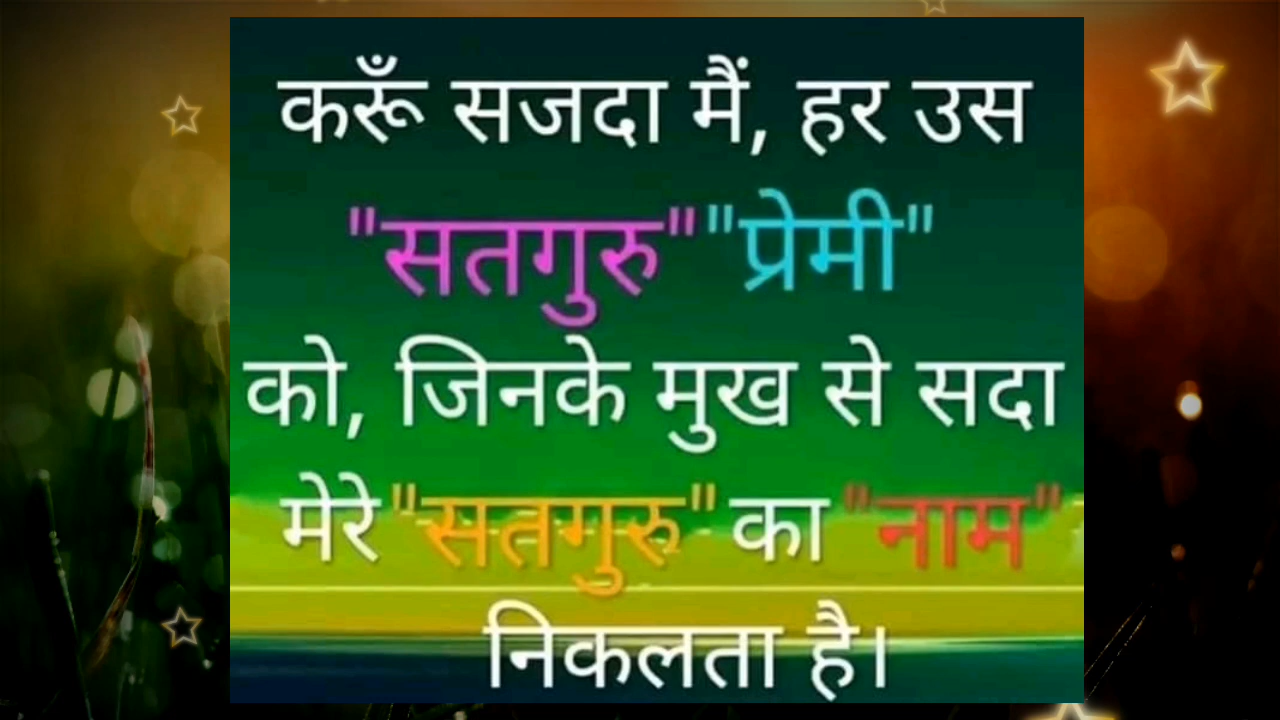 करूँ सजदा मैं, हर उस
"सतगुरु" "प्रेमी"
को, जिनके मुख से सदा
मेरे "सतगुरु" का "नाम"
निकलता है।